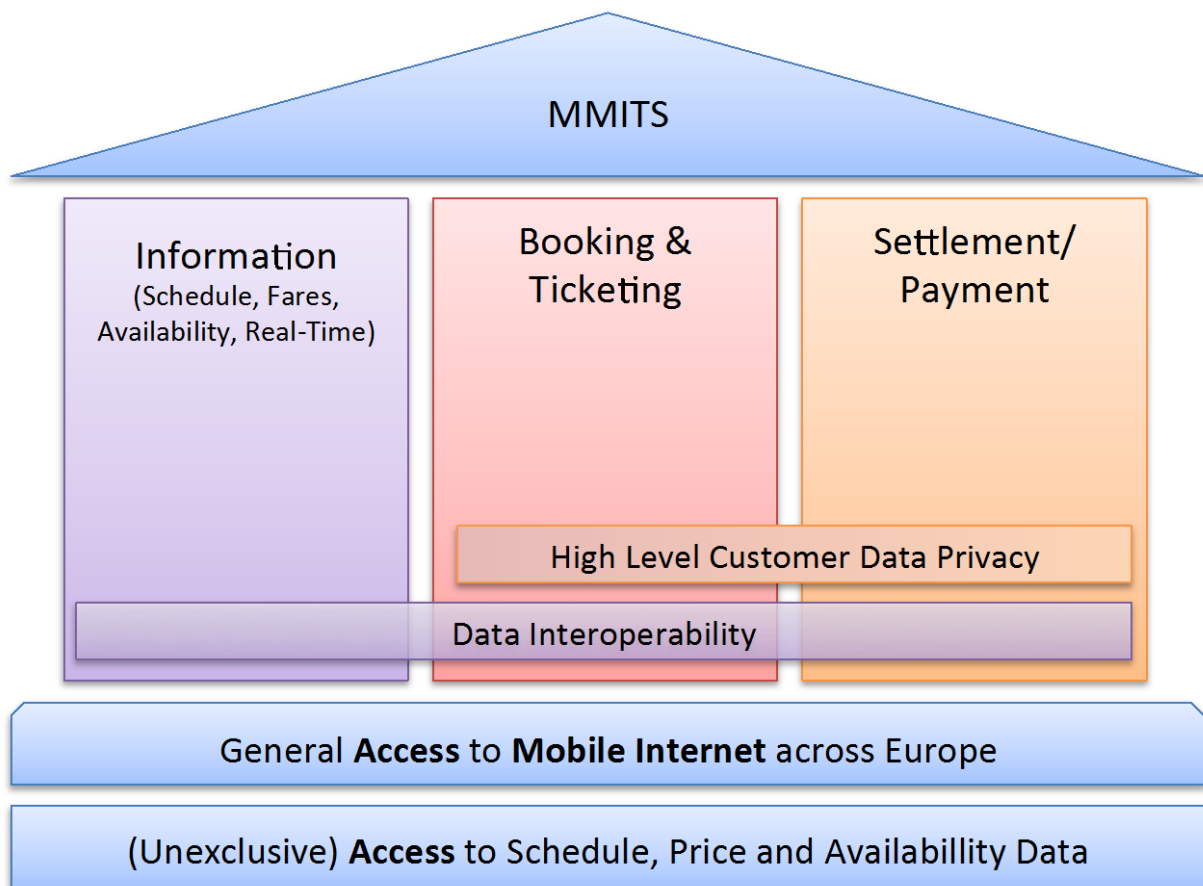 MMITS
Information
(Schedule, Fares,
Availability, Real-Time)
Booking &
Ticketing
Settlement/
Payment
High Level Customer Data Privacy
Data Interoperability
General Access to Mobile Internet across Europe
(Unexclusive) Access to Schedule, Price and Availabillity Data